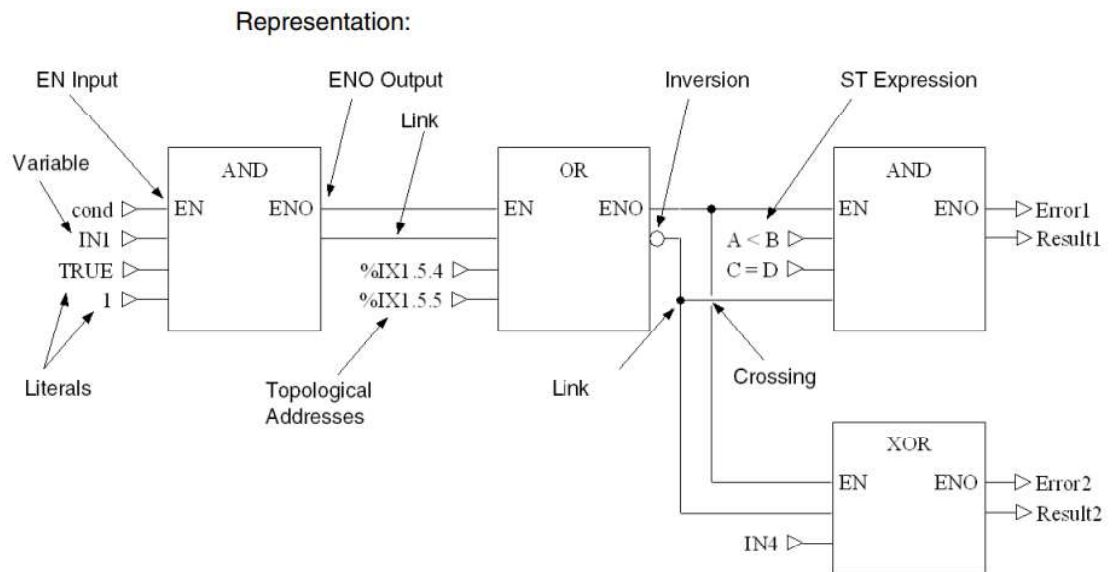 Representation:
EN Input
ENO Output
Inversion
ST Expression
Link
Variable
AND
OR
AND
cond
EN
ENO
EN
ENO
EN
ENO
Error1
IN1
A < B
Result1
TRUE
%IX1.5.4
C = D
1
%IX1.5.5
Literals
Topological
Addresses
Link
Crossing
XOR
EN
ENO
Error2
Result2
IN4